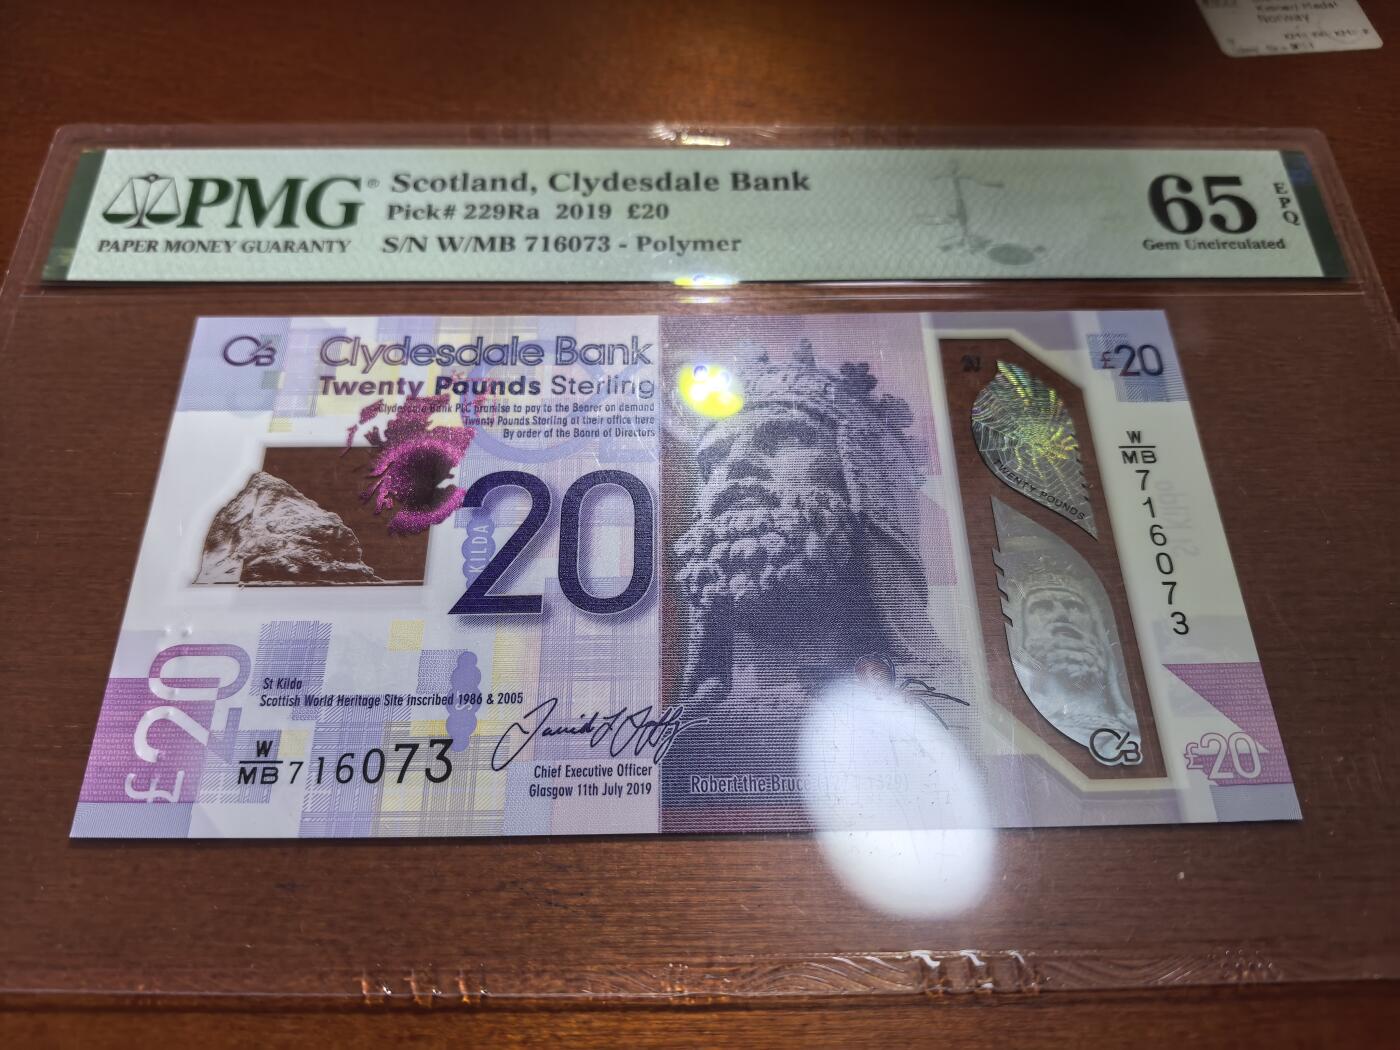 Norway
PMG®
PAPER MONEY GUARANTY
Scotland, Clydesdale Bank
Pick# 229Ra 2019 £20
S/N W/MB 716073 - Polymer
65
EPQ
Gem Uncirculated
CB
Clydesdale Bank
Twenty Pounds Sterling
Clydesdale Bank PLC promise to pay to the Bearer on demand
Twenty Pounds Sterling at their office here
By order of the Board of Directors
20
KILDA
£20
St Kilda
Scottish World Heritage Site inscribed 1986 & 2005
W
MB 716073
Chief Executive Officer
Glasgow 11th July 2019
Robert the Bruce
20
TWENTY POUNDS
CB
£20
W
MB
716073
£20